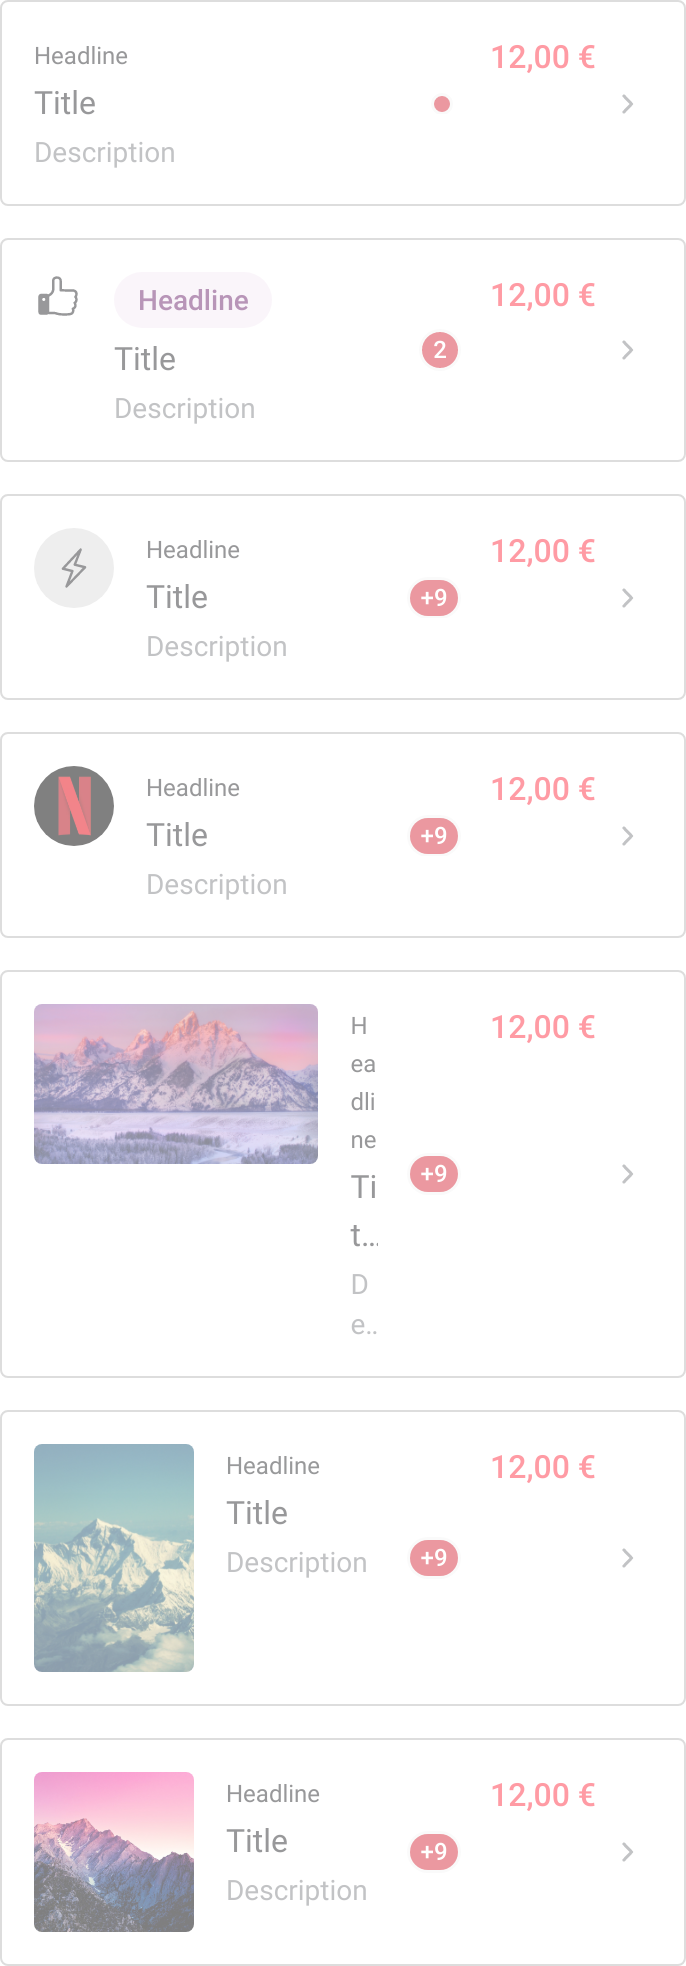 Headline
12,00 €
Title
Description
Headline
12,00 €
Title
2
Description
Headline
12,00 €
Title
+9
Description
N
Headline
12,00 €
Title
+9
Description
H
ea
dli
ne
12,00 €
+9
Ti
t...
D
e..
Headline
12,00 €
Title
+9
Description
Headline
12,00 €
Title
+9
Description